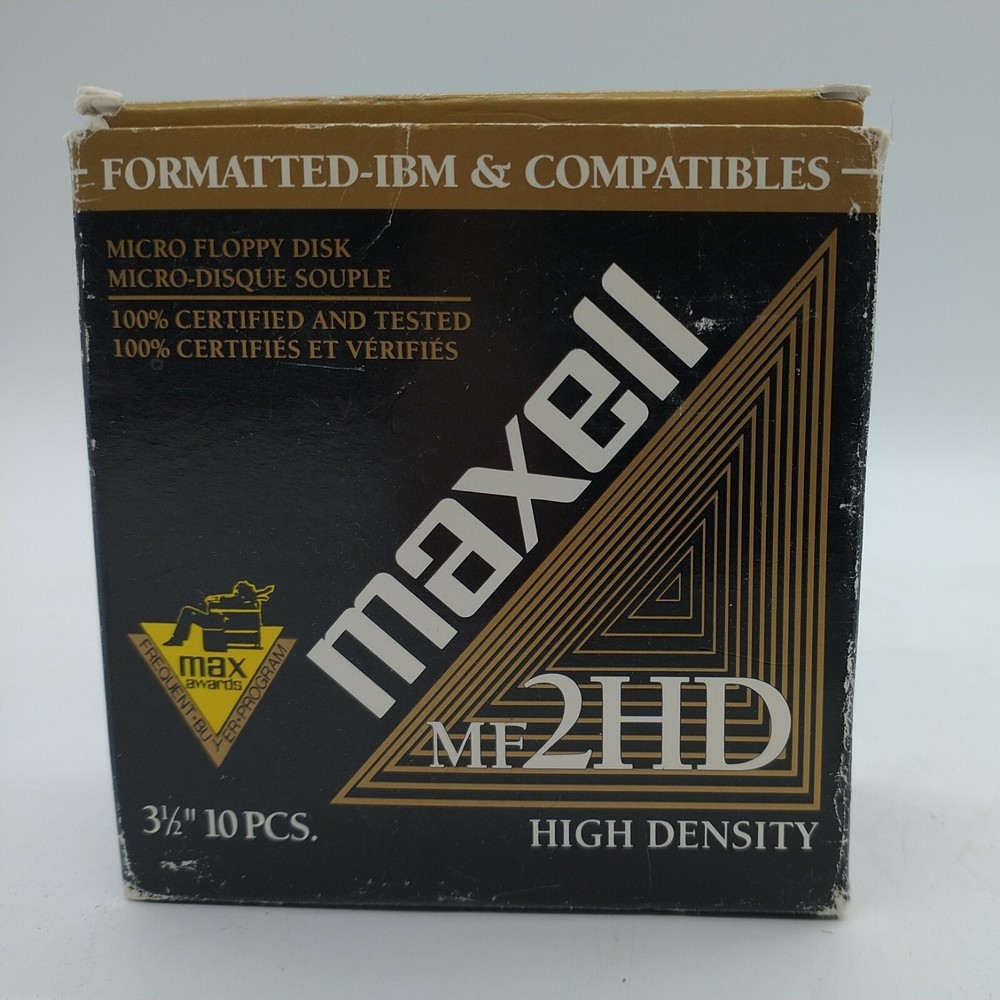 FORMATTED-IBM & COMPATIBLES
MICRO FLOPPY DISK
MICRO-DISQUE SOUPLE
100% CERTIFIED AND TESTED
100% CERTIFIÉS ET VÉRIFIÉS
maxell
max
awards
FREQUENT•BUYER•PROGRAM
MF2HD
3½" 10 PCS.
HIGH DENSITY